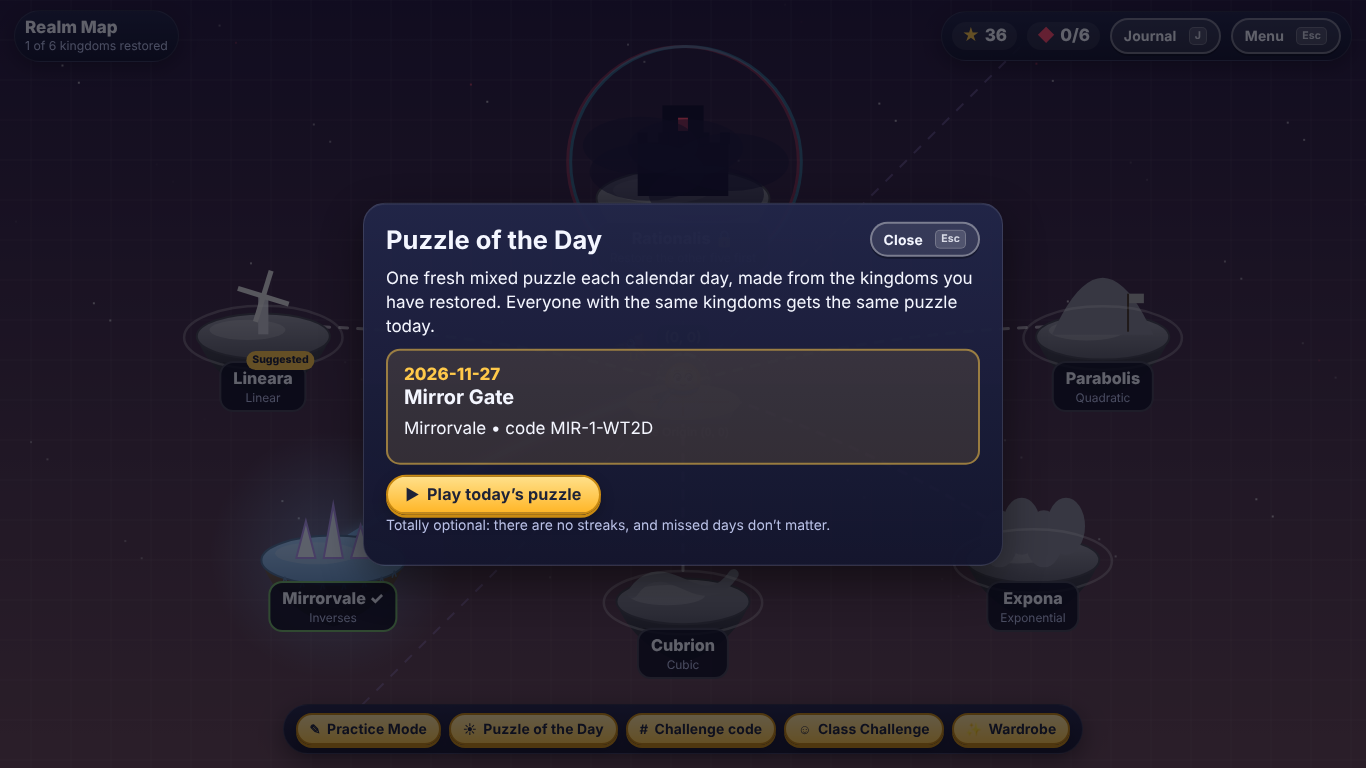 Realm Map
1 of 6 kingdoms restored
★ 36
0/6
Journal J
Menu Esc
Puzzle of the Day
Close Esc
One fresh mixed puzzle each calendar day, made from the kingdoms you
have restored. Everyone with the same kingdoms gets the same puzzle
today.
2026-11-27
Mirror Gate
Mirrorvale • code MIR-1-WT2D
▶ Play today’s puzzle
Totally optional: there are no streaks, and missed days don’t matter.
Suggested
Lineara
Linear
Parabolis
Quadratic
Mirrorvale ✓
Inverses
Cubrion
Cubic
Expona
Exponential
Practice Mode
Puzzle of the Day
# Challenge code
Class Challenge
Wardrobe